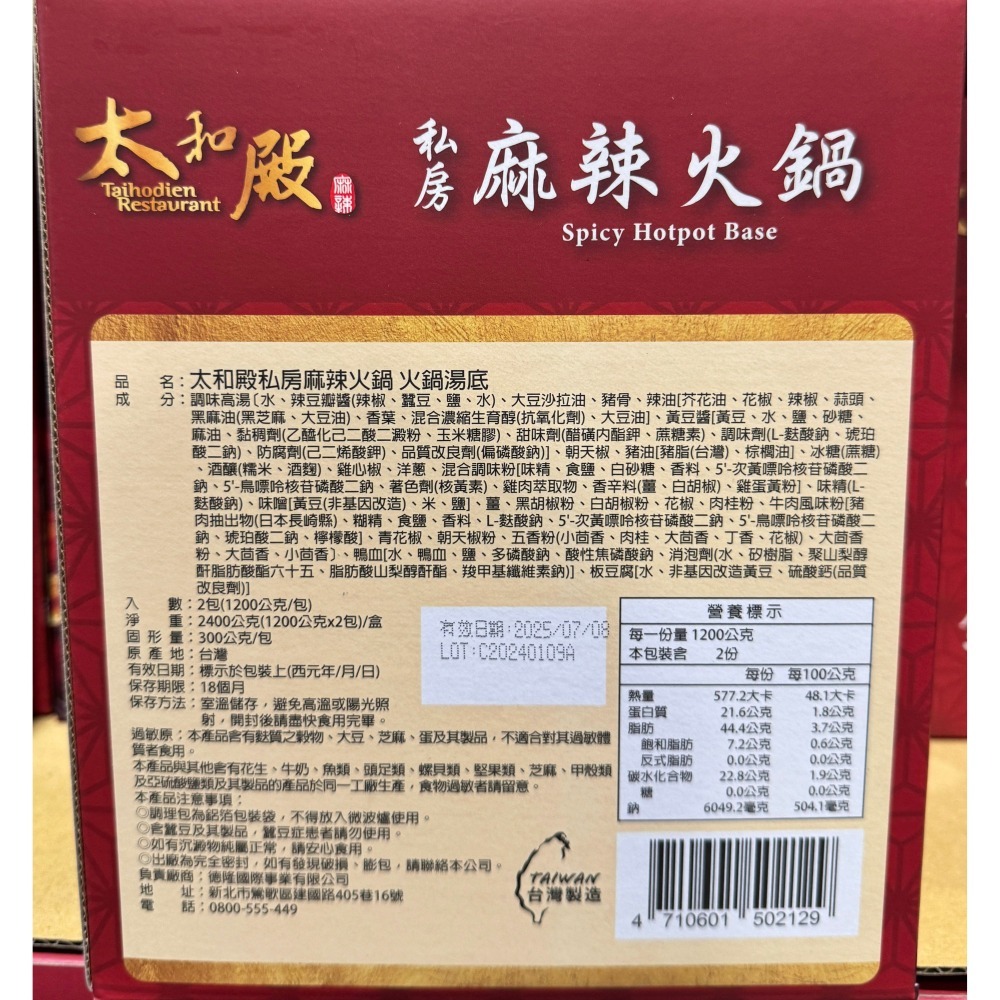 太和殿
Taihodien
Restaurant
麻辣
私房麻辣火鍋
Spicy Hotpot Base
品　　名：太和殿私房麻辣火鍋 火鍋湯底
成　　分：調味高湯〔水、辣豆瓣醬(辣椒、蠶豆、鹽、水)、大豆沙拉油、豬骨、辣油[芥花油、花椒、辣椒、蒜頭、
黑麻油(黑芝麻、大豆油)、香葉、混合濃縮生育醇(抗氧化劑)、大豆油]、黃豆醬[黃豆、水、鹽、砂糖、
麻油、黏稠劑(乙醯化己二酸二澱粉、玉米糖膠)、甜味劑(醋磺內酯鉀、蔗糖素)、調味劑(L-麩酸鈉、琥珀
酸二鈉)、防腐劑(己二烯酸鉀)、品質改良劑(偏磷酸鈉)]、朝天椒、豬油[豬脂(台灣)、棕櫚油]、冰糖(蔗糖)
、酒釀(糯米、酒麴)、雞心椒、洋蔥、混合調味粉[味精、食鹽、白砂糖、香料、5'-次黃嘌呤核苷磷酸二
鈉、5'-鳥嘌呤核苷磷酸二鈉、著色劑(核黃素)、雞肉萃取物、香辛料(薑、白胡椒)、雞蛋黃粉]、味精(L-
麩酸鈉)、味噌[黃豆(非基因改造)、米、鹽]、薑、黑胡椒粉、白胡椒粉、花椒、肉桂粉、牛肉風味粉[豬
肉抽出物(日本長崎縣)、糊精、食鹽、香料、L-麩酸鈉、5'-次黃嘌呤核苷磷酸二鈉、5'-鳥嘌呤核苷磷酸二
鈉、琥珀酸二鈉、檸檬酸]、青花椒、朝天椒粉、五香粉(小茴香、肉桂、大茴香、丁香、花椒)、大茴香
粉、大茴香、小茴香〕、鴨血[水、鴨血、鹽、多磷酸鈉、酸性焦磷酸鈉、消泡劑(水、矽樹脂、聚山梨醇
酐脂肪酸酯六十五、脂肪酸山梨醇酐酯、羧甲基纖維素鈉)]、板豆腐[水、非基因改造黃豆、硫酸鈣(品質
改良劑)]
入　　數：2包(1200公克/包)
淨　　重：2400公克(1200公克x2包)/盒
固 形 量：300公克/包
原 產 地：台灣
有效日期：標示於包裝上(西元年/月/日)
保存期限：18個月
保存方法：室溫儲存，避免高溫或陽光照
射，開封後請盡快食用完畢。
過敏原：本產品含有麩質之穀物、大豆、芝麻、蛋及其製品，不適合對其過敏體
質者食用。
本產品與其他含有花生、牛奶、魚類、頭足類、螺貝類、堅果類、芝麻、甲殼類
及亞硫酸鹽類及其製品的產品於同一工廠生產，食物過敏者請留意。
本產品注意事項：
◎調理包為鋁箔包裝袋，不得放入微波爐使用。
◎含蠶豆及其製品，蠶豆症患者請勿使用。
◎如有沉澱物純屬正常，請安心食用。
◎出廠為完全密封，如有發現破損、膨包，請聯絡本公司。
負責廠商：德隆國際事業有限公司
地　　址：新北市鶯歌區建國路405巷16號
電　　話：0800-555-449
有效日期:2025/07/08
LOT:C20240109A
營養標示
每一份量 1200公克
本包裝含　2份
每份　每100公克
熱量　577.2大卡　48.1大卡
蛋白質　21.6公克　1.8公克
脂肪　44.4公克　3.7公克
飽和脂肪　7.2公克　0.6公克
反式脂肪　0.0公克　0.0公克
碳水化合物　22.8公克　1.9公克
糖　0.0公克　0.0公克
鈉　6049.2毫克　504.1毫克
TAIWAN
台灣製造
4 710601 502129